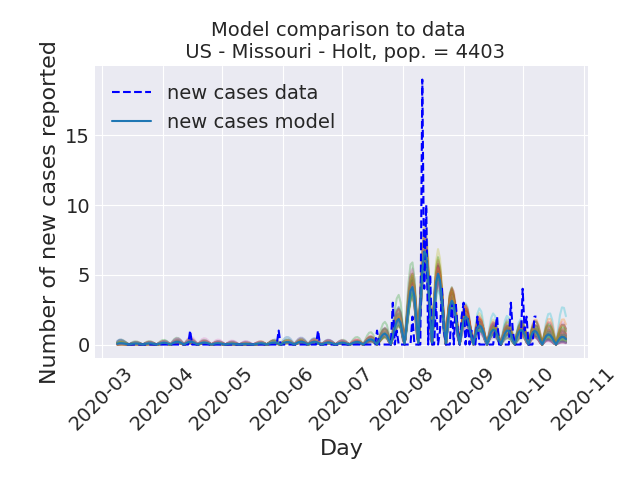 Model comparison to data
US - Missouri - Holt, pop. = 4403
new cases data
new cases model
Number of new cases reported
15
10
5
0
2020-03
2020-04
2020-05
2020-06
2020-07
2020-08
2020-09
2020-10
2020-11
Day